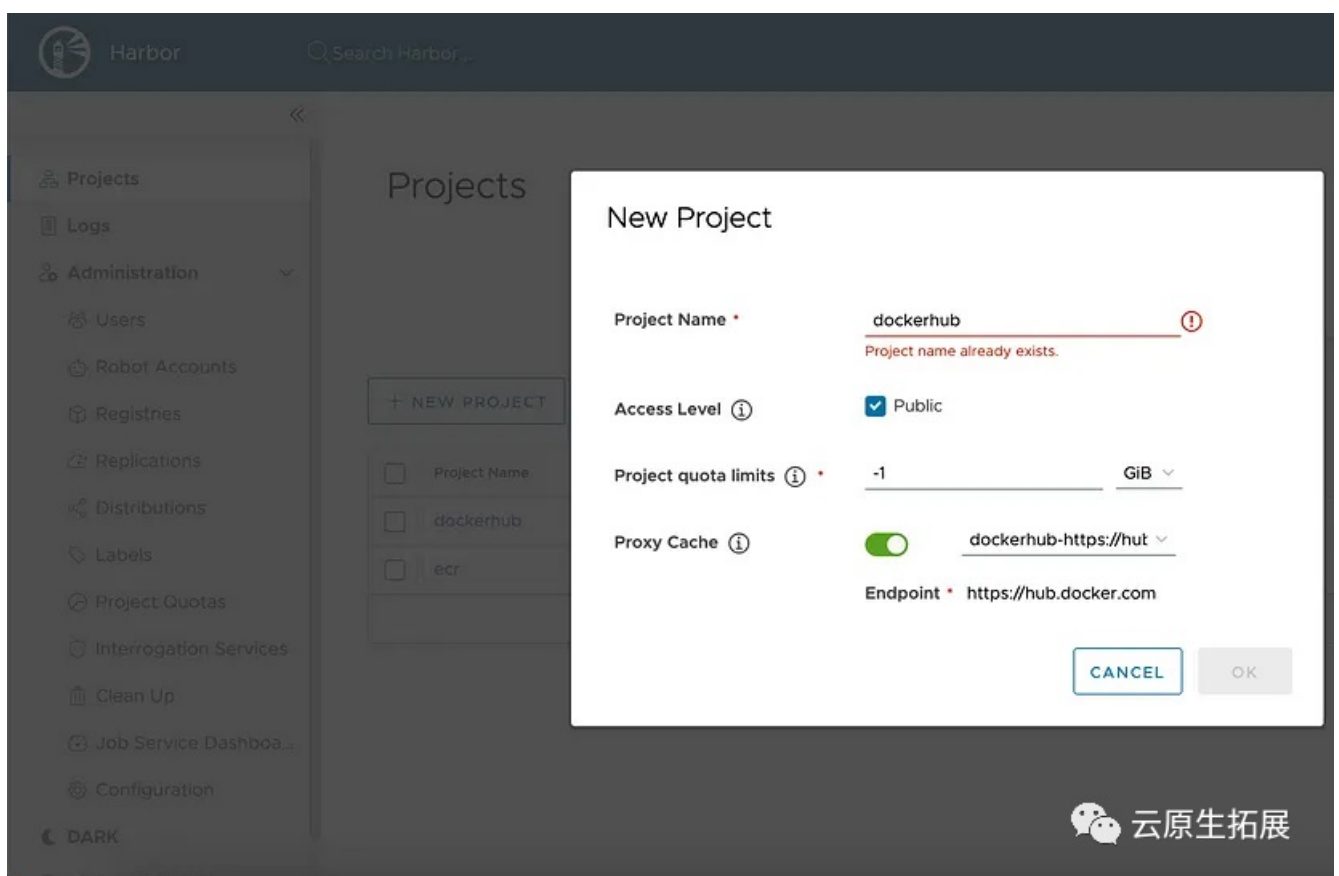 Harbor
Search Harbor...
Projects
Logs
Administration
Users
Robot Accounts
Registries
Replications
Distributions
Labels
Project Quotas
Interrogation Services
Clean Up
Job Service Dashboa...
Configuration
DARK
Projects
+ NEW PROJECT
Project Name
dockerhub
ecr
New Project
Project Name * dockerhub
Project name already exists.
Access Level Public
Project quota limits * -1 GiB
Proxy Cache dockerhub-https://hut
Endpoint * https://hub.docker.com
CANCEL OK
云原生拓展